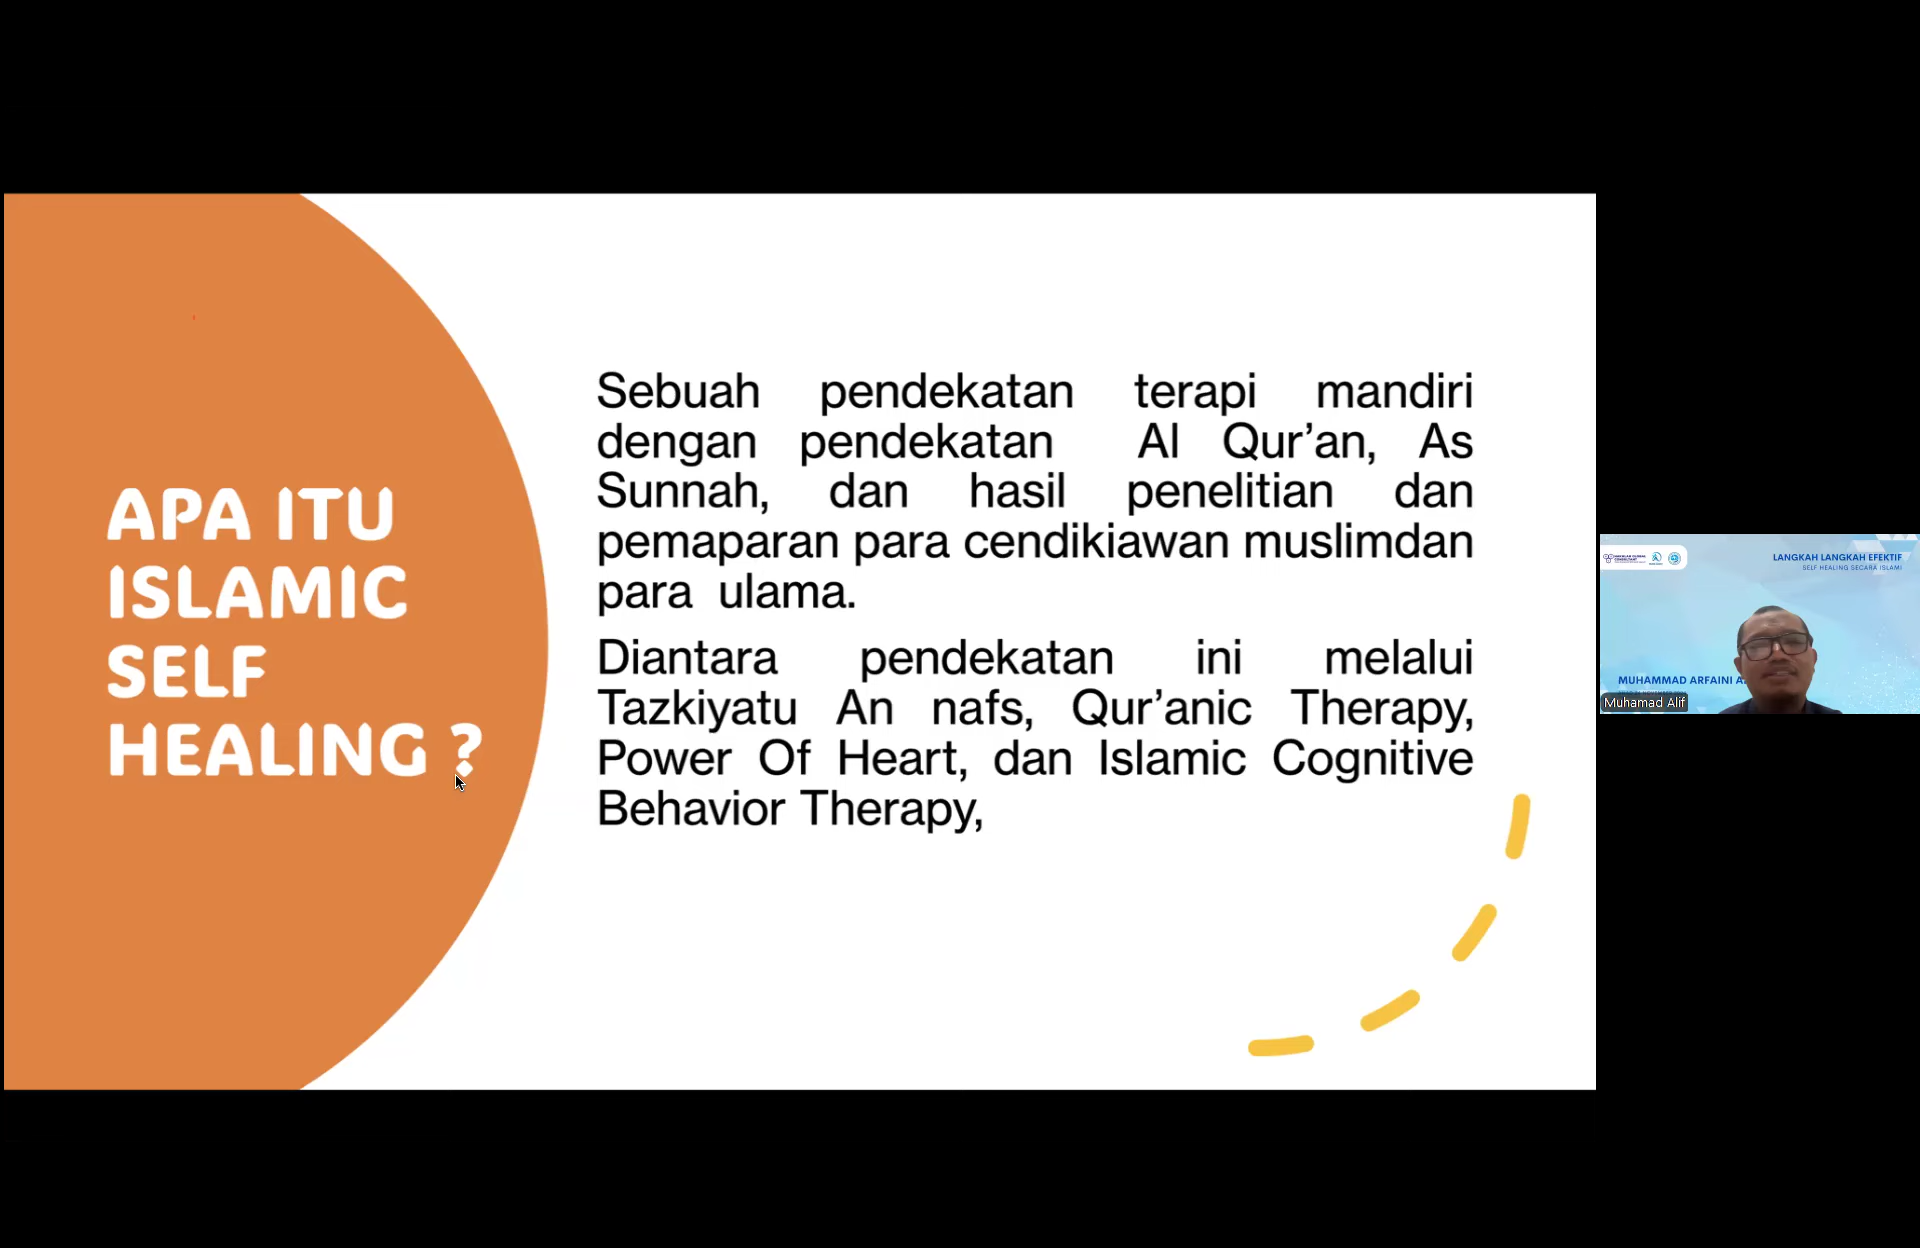 APA ITU
ISLAMIC
SELF
HEALING ?
Sebuah pendekatan terapi mandiri
dengan pendekatan Al Qur’an, As
Sunnah, dan hasil penelitian dan
pemaparan para cendikiawan muslimdan
para ulama.
Diantara pendekatan ini melalui
Tazkiyatu An nafs, Qur’anic Therapy,
Power Of Heart, dan Islamic Cognitive
Behavior Therapy,
LANGKAH LANGKAH EFEKTIF
SELF HEALING SECARA ISLAMI
MUHAMMAD ARFAINI A
Muhamad Alif